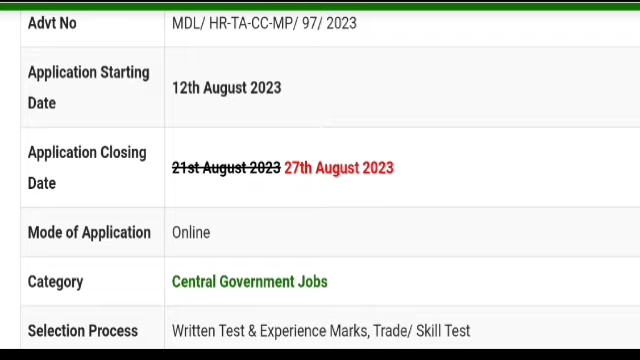 Advt No MDL/ HR-TA-CC-MP/ 97/ 2023
Application Starting
Date
12th August 2023
Application Closing
Date
21st August 2023 27th August 2023
Mode of Application Online
Category Central Government Jobs
Selection Process Written Test & Experience Marks, Trade/ Skill Test